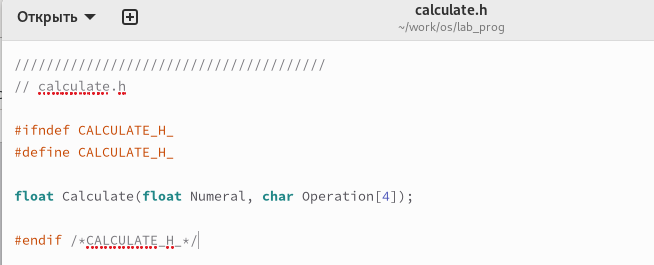 Открыть
calculate.h
~/work/os/lab_prog
///////////////////////////////////////
// calculate.h
#ifndef CALCULATE_H_
#define CALCULATE_H_
float Calculate(float Numeral, char Operation[4]);
#endif /*CALCULATE_H_*/